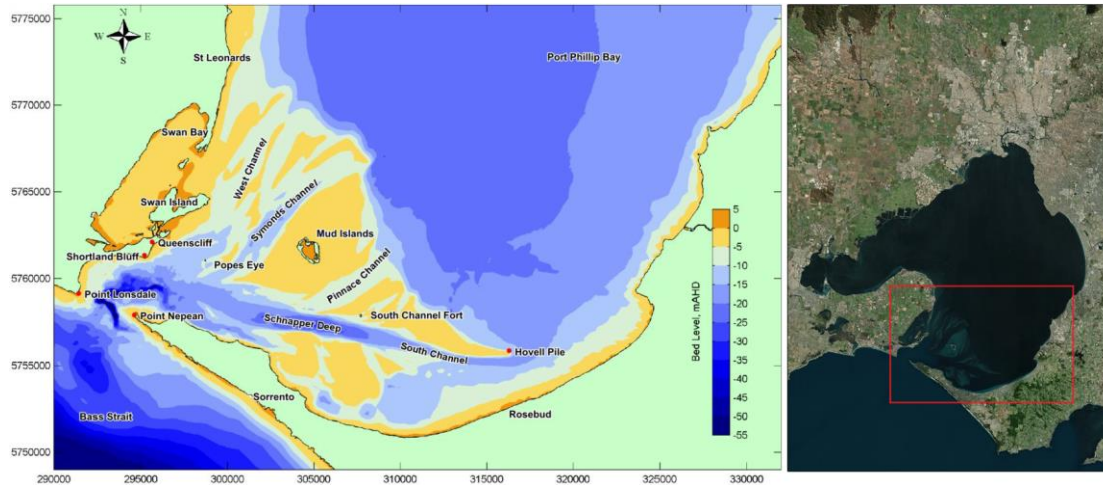 5775000
5770000
5765000
5760000
5755000
5750000
290000
295000
300000
305000
310000
315000
320000
325000
330000
N
W
E
S
St Leonards
Port Phillip Bay
Swan Bay
West Channel
Swan Island
Symonds Channel
Mud Islands
Queenscliff
Shortland Bluff
Popes Eye
Pinnace Channel
Point Lonsdale
Point Nepean
Schnapper Deep
South Channel Fort
South Channel
Hovell Pile
Sorrento
Rosebud
Bass Strait
Bed Level, mAHD
5
0
-5
-10
-15
-20
-25
-30
-35
-40
-45
-50
-55